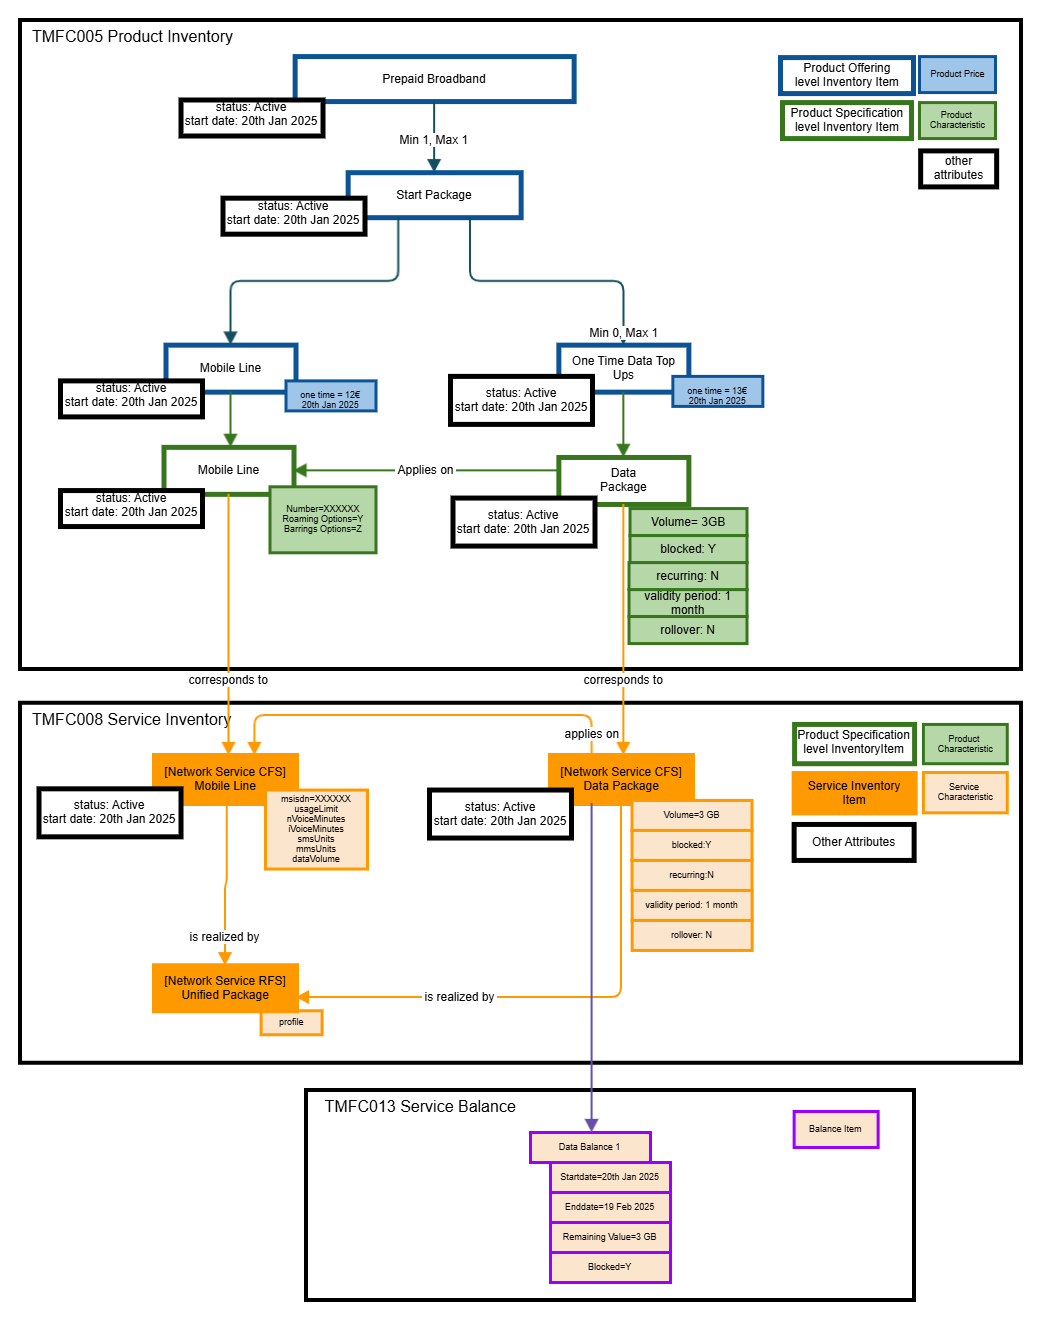 TMFC005 Product Inventory
Prepaid Broadband
status: Active
start date: 20th Jan 2025
Product Offering
level Inventory Item
Product Price
Product Specification
level Inventory Item
Product
Characteristic
other
attributes
Min 1, Max 1
Start Package
status: Active
start date: 20th Jan 2025
Min 0, Max 1
Mobile Line
status: Active
start date: 20th Jan 2025
one time = 12€
20th Jan 2025
One Time Data Top
Ups
status: Active
start date: 20th Jan 2025
one time = 13€
20th Jan 2025
Mobile Line
Applies on
Data
Package
status: Active
start date: 20th Jan 2025
Number=XXXXXX
Roaming Options=Y
Barrings Options=Z
status: Active
start date: 20th Jan 2025
Volume= 3GB
blocked: Y
recurring: N
validity period: 1
month
rollover: N
corresponds to
corresponds to
TMFC008 Service Inventory
applies on
Product Specification
level InventoryItem
Product
Characteristic
Service Inventory
Item
Service
Characteristic
Other Attributes
[Network Service CFS]
Mobile Line
status: Active
start date: 20th Jan 2025
msisdn=XXXXXX
usageLimit
nVoiceMinutes
iVoiceMinutes
smsUnits
mmsUnits
dataVolume
[Network Service CFS]
Data Package
status: Active
start date: 20th Jan 2025
Volume=3 GB
blocked:Y
recurring:N
validity period: 1 month
rollover: N
is realized by
[Network Service RFS]
Unified Package
profile
is realized by
TMFC013 Service Balance
Balance Item
Data Balance 1
Startdate=20th Jan 2025
Enddate=19 Feb 2025
Remaining Value=3 GB
Blocked=Y